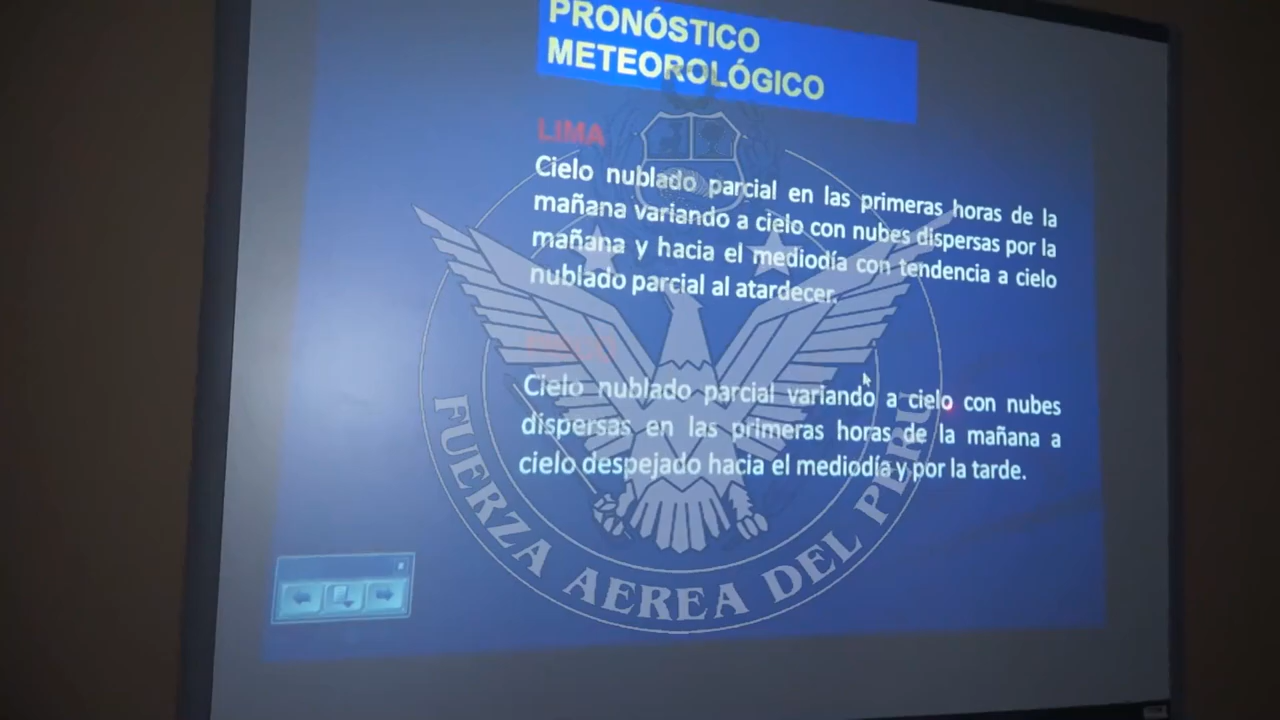 PRONÓSTICO
METEOROLÓGICO
LIMA
Cielo nublado parcial en las primeras horas de la
mañana variando a cielo con nubes dispersas por la
mañana y hacia el mediodía con tendencia a cielo
nublado parcial al atardecer.
Cielo nublado parcial variando a cielo con nubes
dispersas en las primeras horas de la mañana a
cielo despejado hacia el mediodía y por la tarde.
FUERZA AEREA DEL PERU